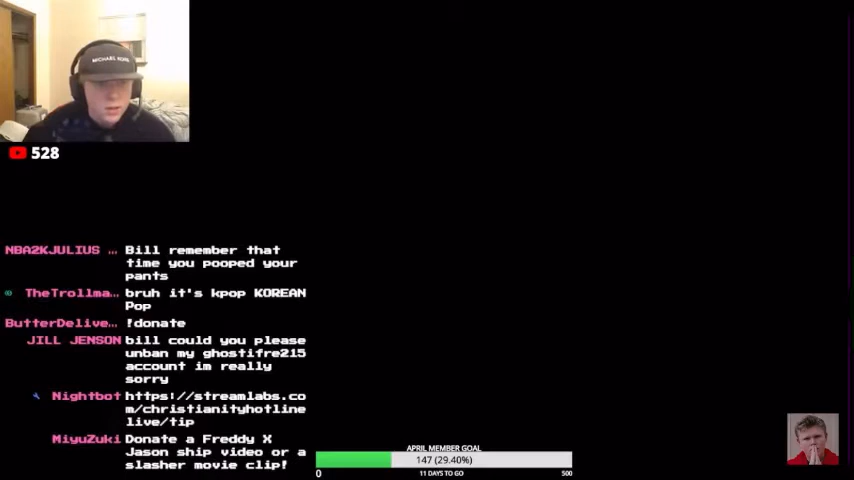 MICHAEL KORS
528
NBA2KJULIUS ... Bill remember that
time you pooped your
pants
TheTrollma... bruh it's kpop KOREAN
Pop
ButterDelive... !donate
JILL JENSON bill could you please
unban my ghostifre215
account im really
sorry
Nightbot https://streamlabs.co
m/christianityhotline
live/tip
MiyuZuki Donate a Freddy X
Jason ship video or a
slasher movie clip!
APRIL MEMBER GOAL
147 (29.40%)
0 11 DAYS TO GO 500